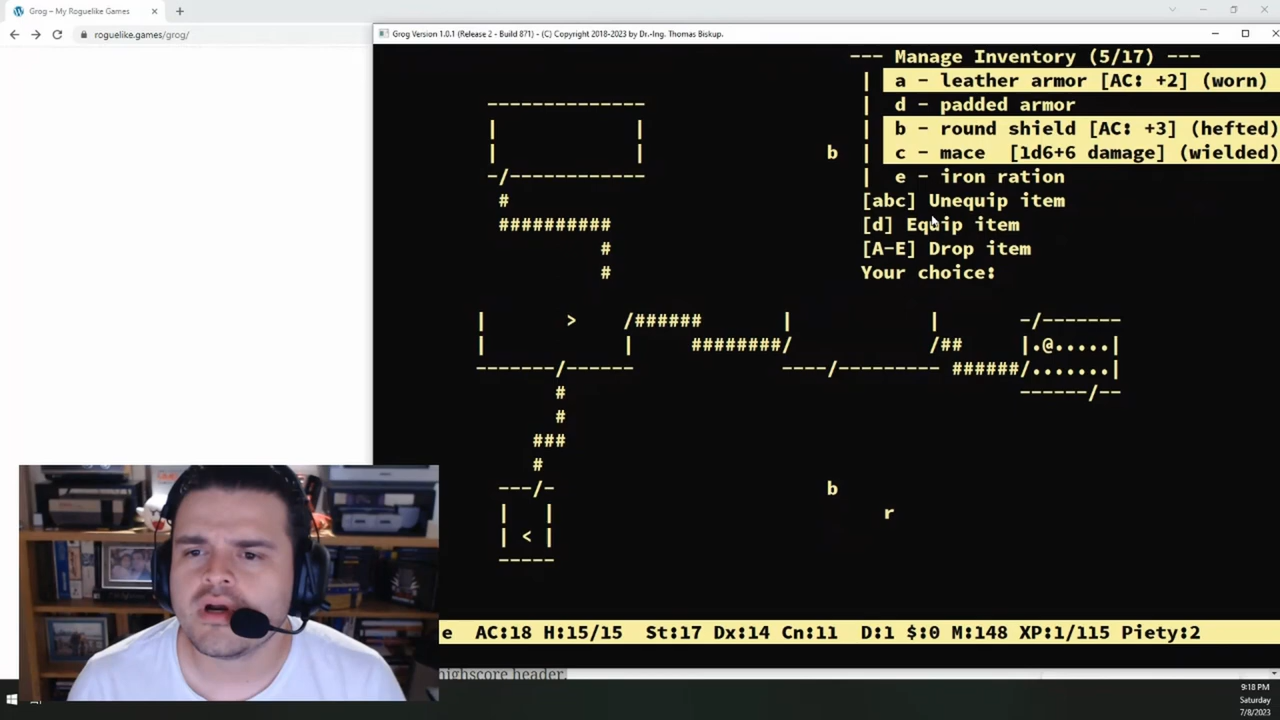 Grog – My Roguelike Games
roguelike.games/grog/
Grog Version 1.0.1 (Release 2 - Build 871) - (C) Copyright 2018-2023 by Dr.-Ing. Thomas Biskup.
--- Manage Inventory (5/17) ---
| a - leather armor [AC: +2] (worn)
--------------
| d - padded armor
| |
| b - round shield [AC: +3] (hefted)
| | b
| c - mace [1d6+6 damage] (wielded)
-/------------
| e - iron ration
#
[abc] Unequip item
##########
[d] Equip item
#
[A-E] Drop item
#
Your choice:
| > /###### | | -/-------
| | ########/ /## |.@.....|
-------/------ ----/--------- ######/.......|
# ------/--
#
###
#
---/- b
| | r
| < |
-----
e AC:18 H:15/15 St:17 Dx:14 Cn:11 D:1 $:0 M:148 XP:1/115 Piety:2
highscore header.
9:18 PM
Saturday
7/8/2023